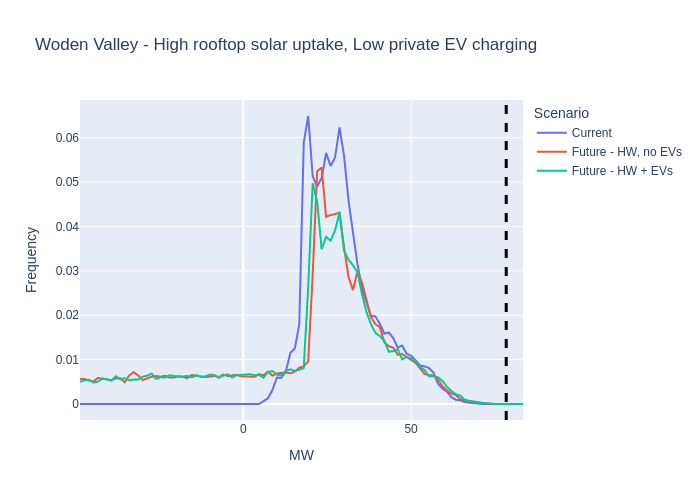 Woden Valley - High rooftop solar uptake, Low private EV charging
Scenario
Current
Future - HW, no EVs
Future - HW + EVs
Frequency
0.06
0.05
0.04
0.03
0.02
0.01
0
0
50
MW